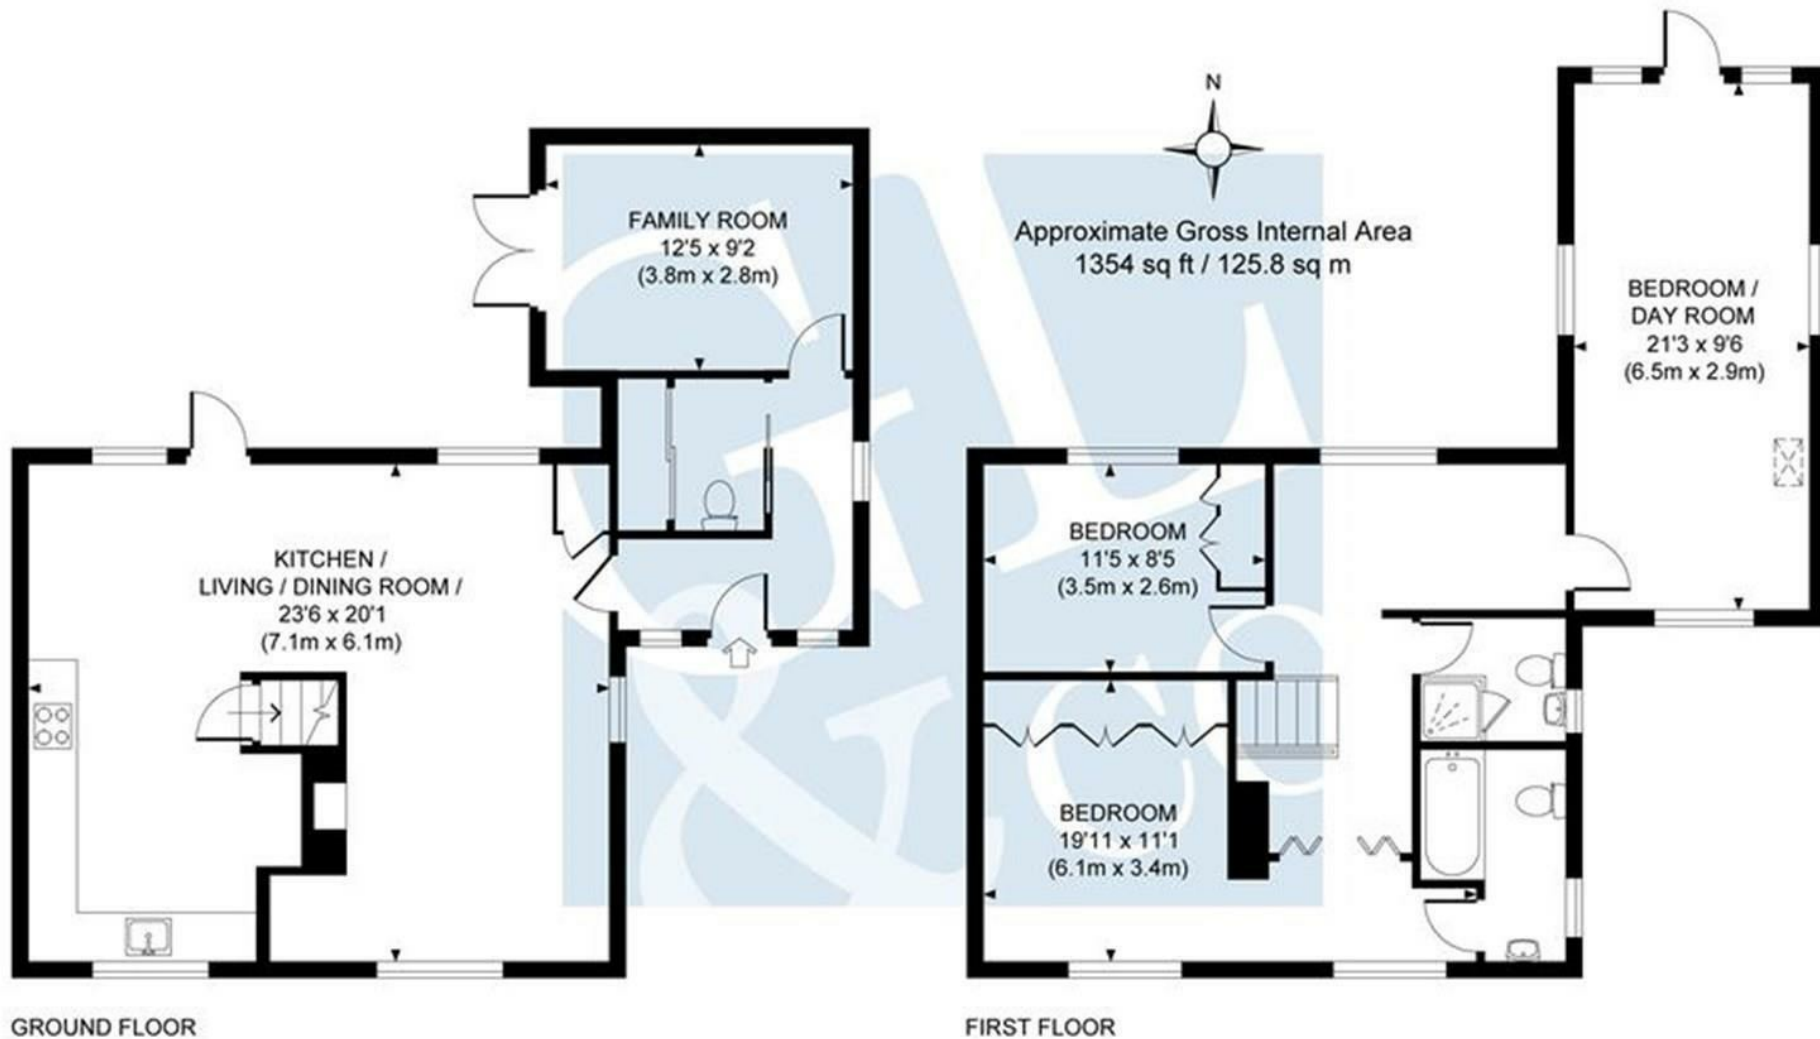 N
Approximate Gross Internal Area
1354 sq ft / 125.8 sq m
FAMILY ROOM
12'5 x 9'2
(3.8m x 2.8m)
KITCHEN /
LIVING / DINING ROOM /
23'6 x 20'1
(7.1m x 6.1m)
BEDROOM /
DAY ROOM
21'3 x 9'6
(6.5m x 2.9m)
BEDROOM
11'5 x 8'5
(3.5m x 2.6m)
BEDROOM
19'11 x 11'1
(6.1m x 3.4m)
GL
& CO
GROUND FLOOR
FIRST FLOOR